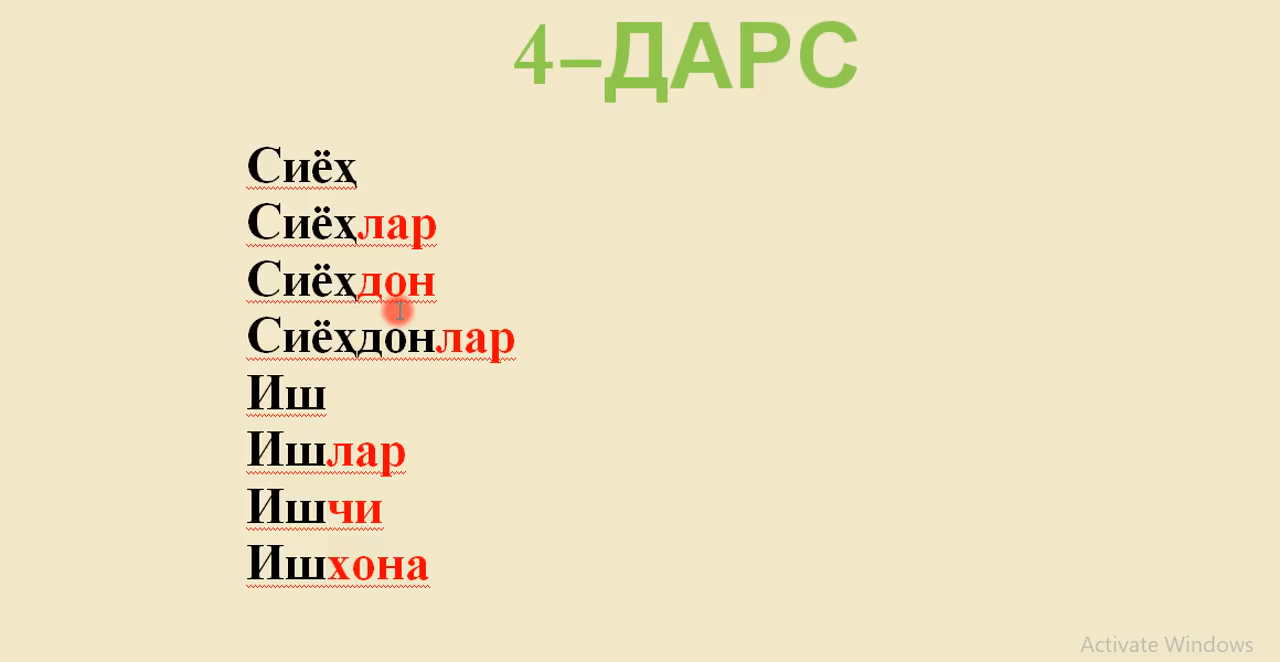 4–ДАРС
Сиёҳ
Сиёҳлар
Сиёҳдон
Сиёҳдонлар
Иш
Ишлар
Ишчи
Ишхона
Activate Windows